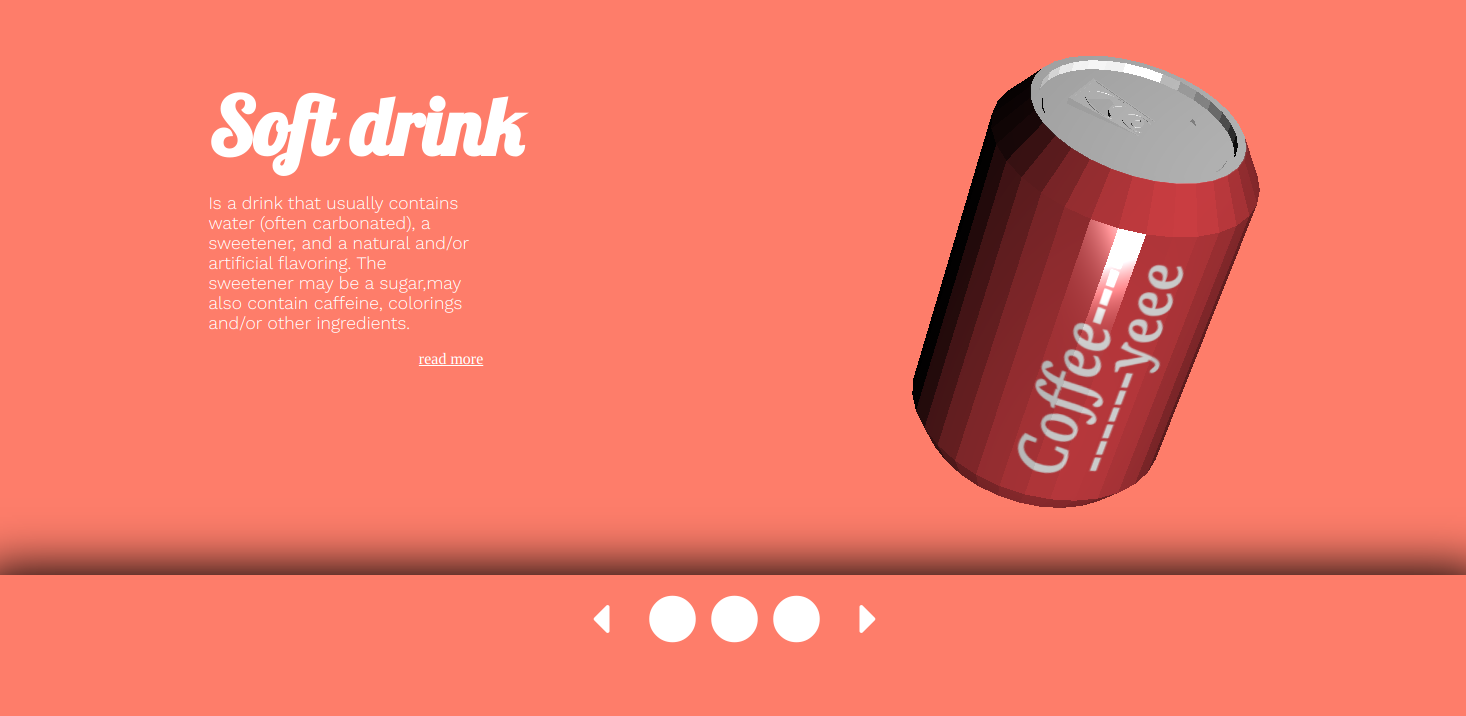 Soft drink
Is a drink that usually contains
water (often carbonated), a
sweetener, and a natural and/or
artificial flavoring. The
sweetener may be a sugar,may
also contain caffeine, colorings
and/or other ingredients.
read more
Coffee----
------yeee